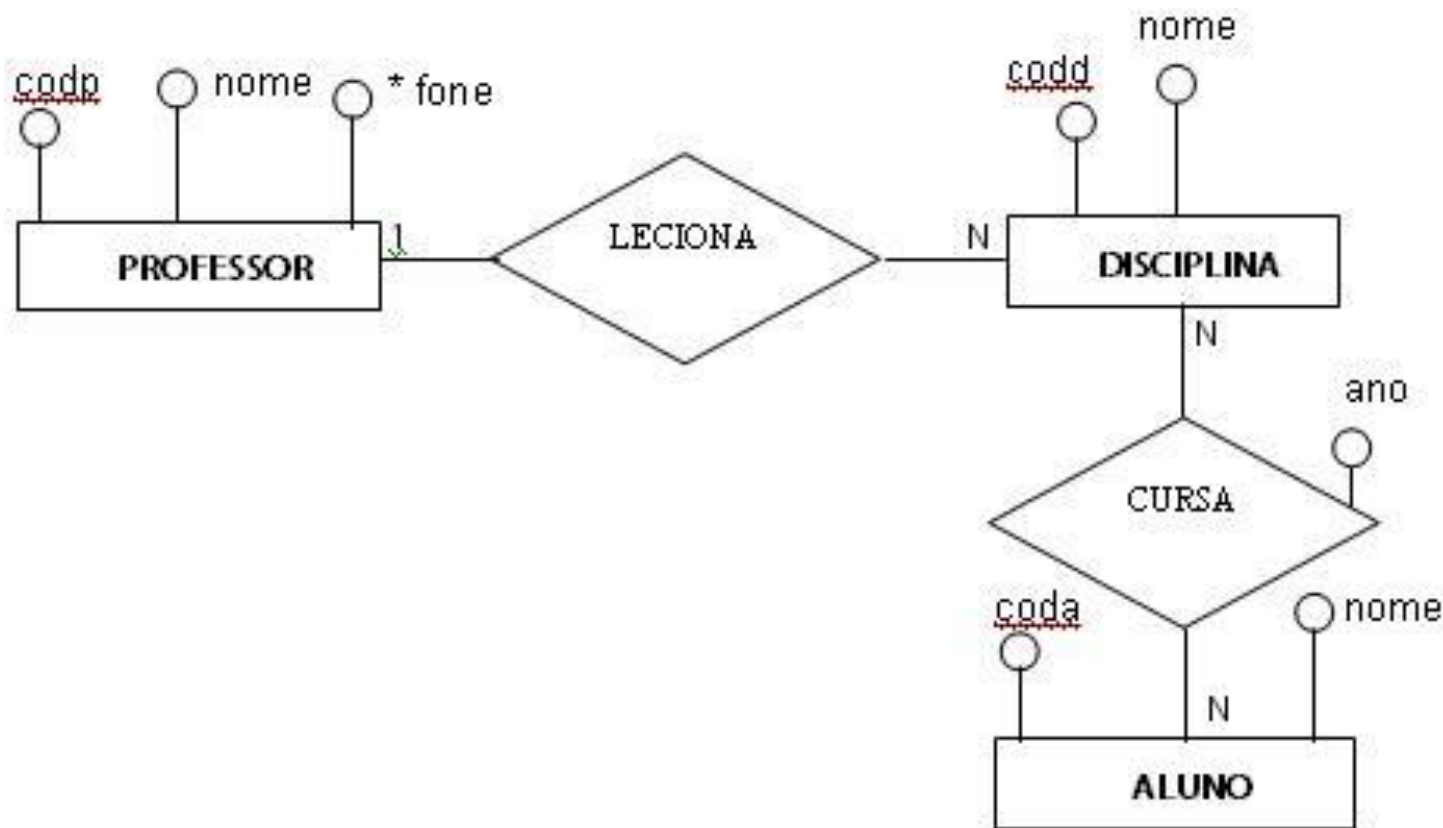 nome
codp
nome
* fone
codd
LECIONA
1
N
PROFESSOR
DISCIPLINA
N
ano
CURSA
coda
nome
N
ALUNO